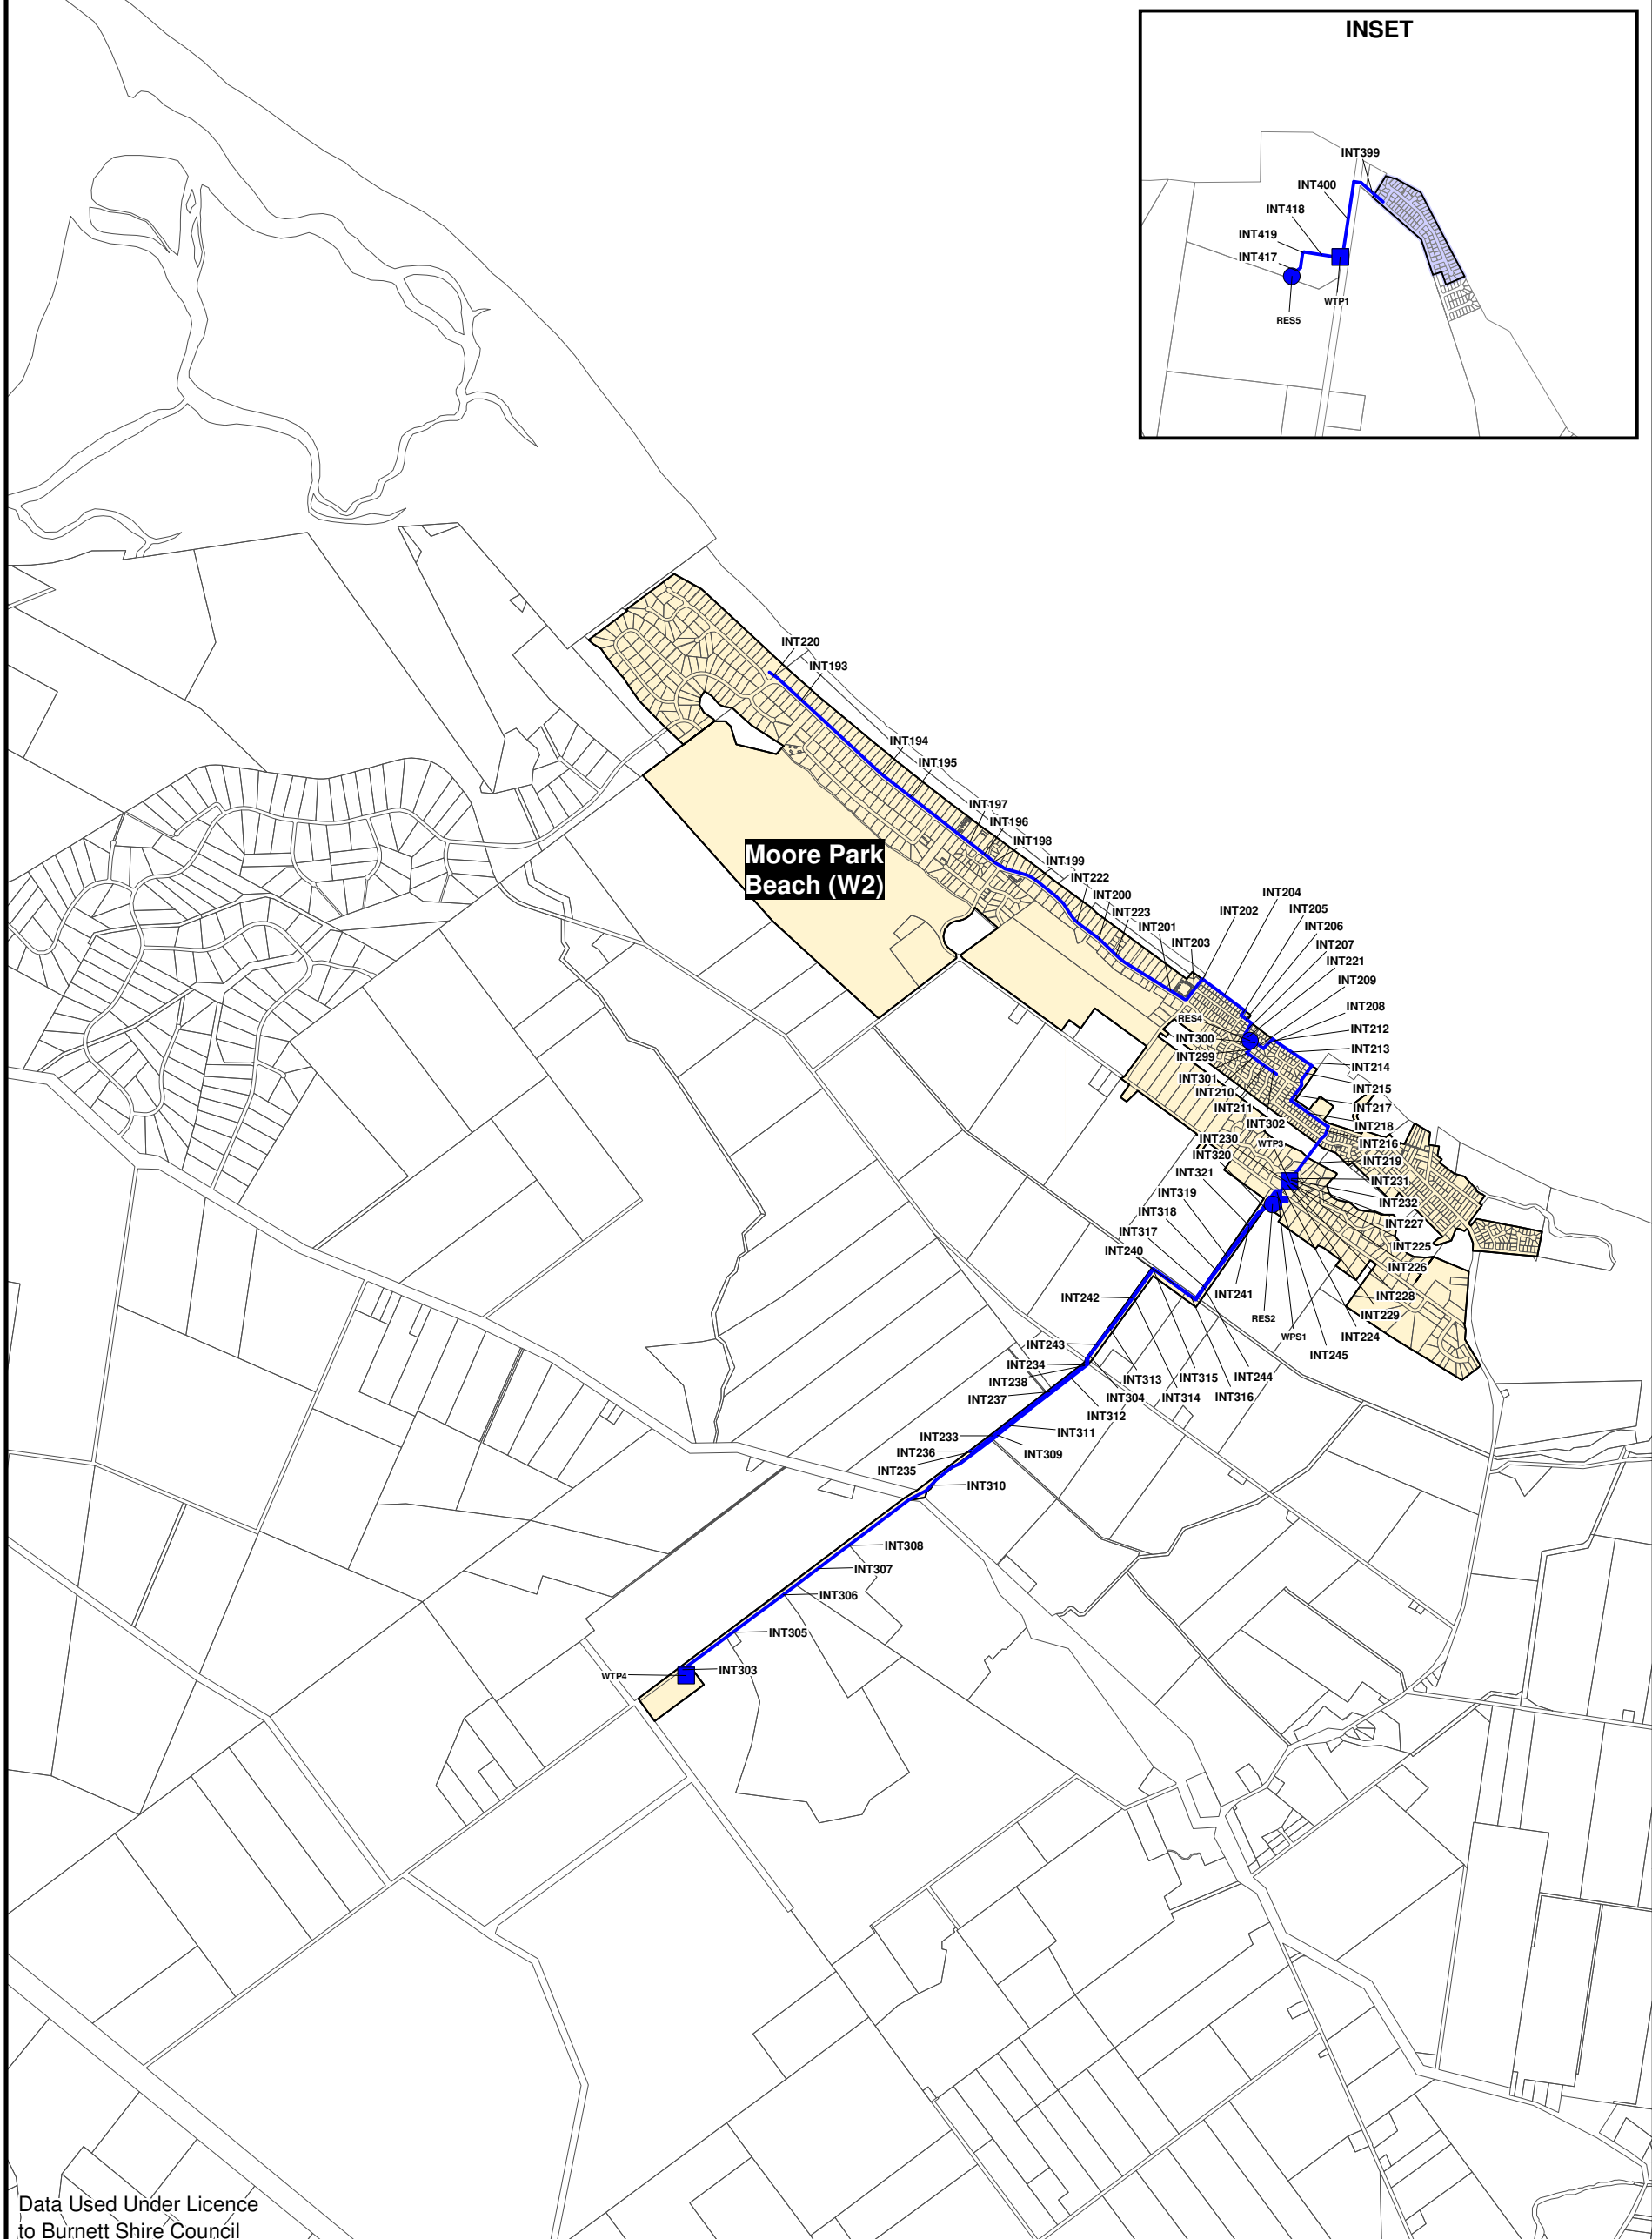 INSET
INT399
INT400
INT418
INT419
INT417
WTP1
RES5
INT220
INT193
INT194
INT195
INT197
INT196
INT198
INT199
INT222
INT200
INT223
INT201
INT203
INT202
INT204
INT205
INT206
INT207
INT221
INT209
INT208
INT212
INT213
INT214
INT215
INT217
INT218
INT216
INT219
INT231
INT232
INT227
INT225
INT226
INT228
INT229
INT224
INT245
Moore Park
Beach (W2)
RES4
INT300
INT299
INT301
INT210
INT211
INT302
WTP3
INT230
INT320
INT321
INT319
INT318
INT317
INT240
INT242
INT241
RES2
WPS1
INT243
INT234
INT238
INT237
INT313
INT304
INT315
INT314
INT244
INT316
INT312
INT311
INT233
INT236
INT309
INT235
INT310
INT308
INT307
INT306
INT305
INT303
WTP4
Data Used Under Licence
to Burnett Shire Council